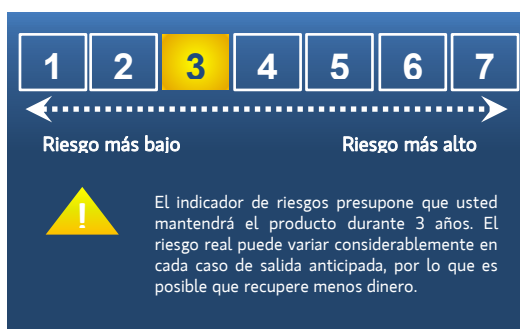 1 2 3 4 5 6 7
Riesgo más bajo Riesgo más alto
!
El indicador de riesgos presupone que usted
mantendrá el producto durante 3 años. El
riesgo real puede variar considerablemente en
cada caso de salida anticipada, por lo que es
posible que recupere menos dinero.